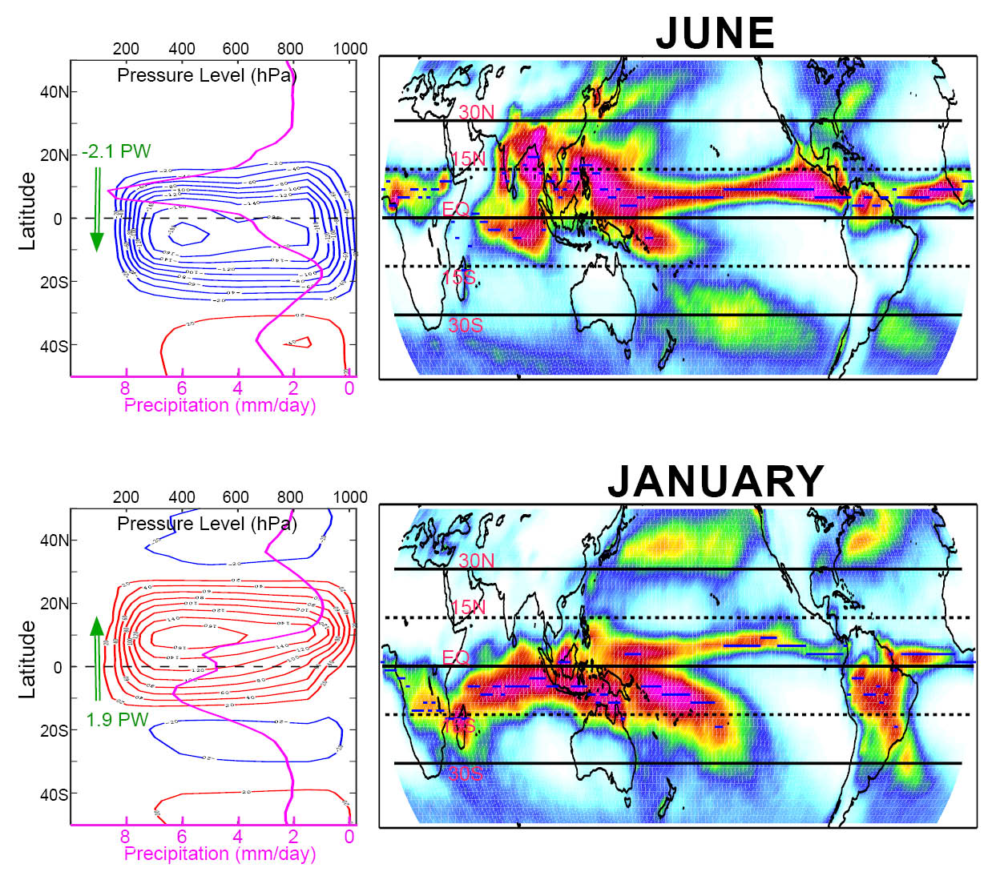 JUNE
200 400 600 800 1000
Pressure Level (hPa)
40N
20N
0
20S
40S
Latitude
-2.1 PW
8 6 4 2 0
Precipitation (mm/day)
30N
15N
EQ
15S
30S
JANUARY
200 400 600 800 1000
Pressure Level (hPa)
40N
20N
0
20S
40S
Latitude
1.9 PW
8 6 4 2 0
Precipitation (mm/day)
30N
15N
EQ
15S
30S